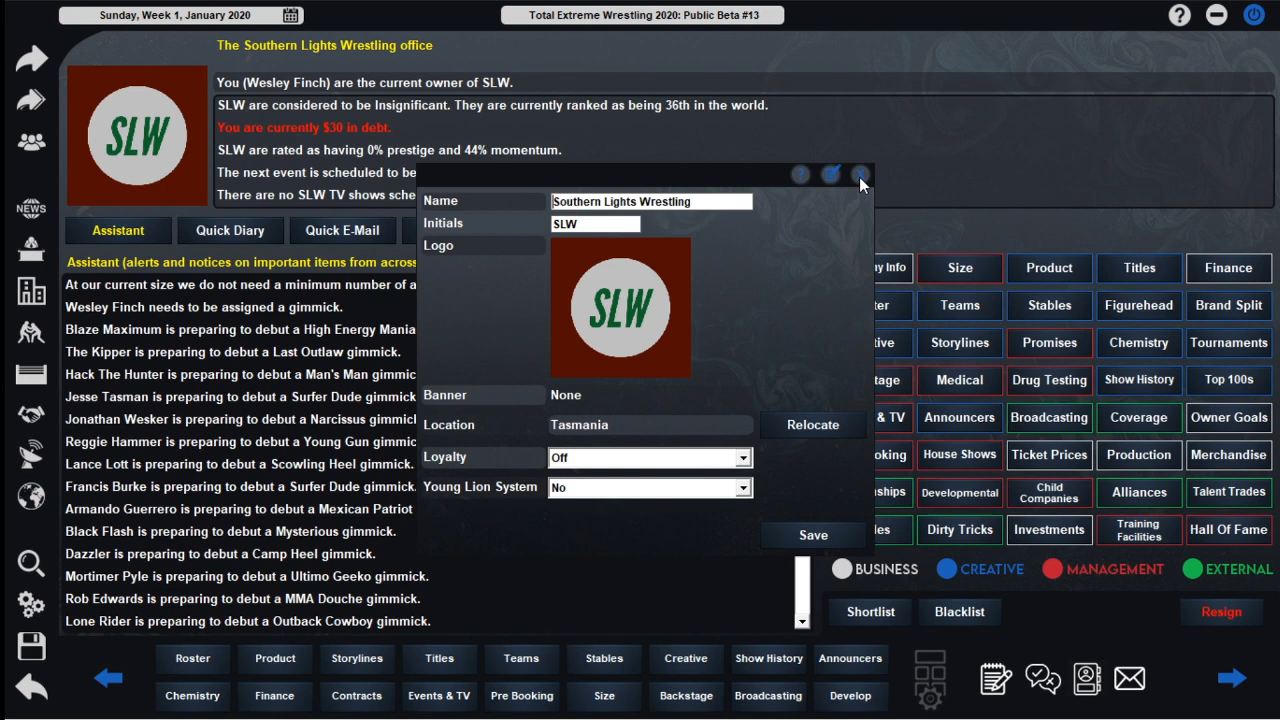 Sunday, Week 1, January 2020
Total Extreme Wrestling 2020: Public Beta #13
?
The Southern Lights Wrestling office
SLW
You (Wesley Finch) are the current owner of SLW.
SLW are considered to be Insignificant. They are currently ranked as being 36th in the world.
You are currently $30 in debt.
SLW are rated as having 0% prestige and 44% momentum.
The next event is scheduled to be
There are no SLW TV shows sche
NEWS
Assistant
Quick Diary
Quick E-Mail
Assistant (alerts and notices on important items from across
At our current size we do not need a minimum number of a
Wesley Finch needs to be assigned a gimmick.
Blaze Maximum is preparing to debut a High Energy Mania
The Kipper is preparing to debut a Last Outlaw gimmick.
Hack The Hunter is preparing to debut a Man's Man gimmic
Jesse Tasman is preparing to debut a Surfer Dude gimmick
Jonathan Wesker is preparing to debut a Narcissus gimmicl
Reggie Hammer is preparing to debut a Young Gun gimmic
Lance Lott is preparing to debut a Scowling Heel gimmick.
Francis Burke is preparing to debut a Surfer Dude gimmick
Armando Guerrero is preparing to debut a Mexican Patriot
Black Flash is preparing to debut a Mysterious gimmick.
Dazzler is preparing to debut a Camp Heel gimmick.
Mortimer Pyle is preparing to debut a Ultimo Geeko gimmick.
Rob Edwards is preparing to debut a MMA Douche gimmick.
Lone Rider is preparing to debut a Outback Cowboy gimmick.
?
Name
Southern Lights Wrestling
Initials
SLW
Logo
SLW
Banner
None
Location
Tasmania
Relocate
Loyalty
Off
Young Lion System
No
Save
ny Info
Size
Product
Titles
Finance
ter
Teams
Stables
Figurehead
Brand Split
tive
Storylines
Promises
Chemistry
Tournaments
tage
Medical
Drug Testing
Show History
Top 100s
& TV
Announcers
Broadcasting
Coverage
Owner Goals
oking
House Shows
Ticket Prices
Production
Merchandise
ships
Developmental
Child Companies
Alliances
Talent Trades
les
Dirty Tricks
Investments
Training Facilities
Hall Of Fame
BUSINESS
CREATIVE
MANAGEMENT
EXTERNAL
Shortlist
Blacklist
Resign
Roster
Product
Storylines
Titles
Teams
Stables
Creative
Show History
Announcers
Chemistry
Finance
Contracts
Events & TV
Pre Booking
Size
Backstage
Broadcasting
Develop